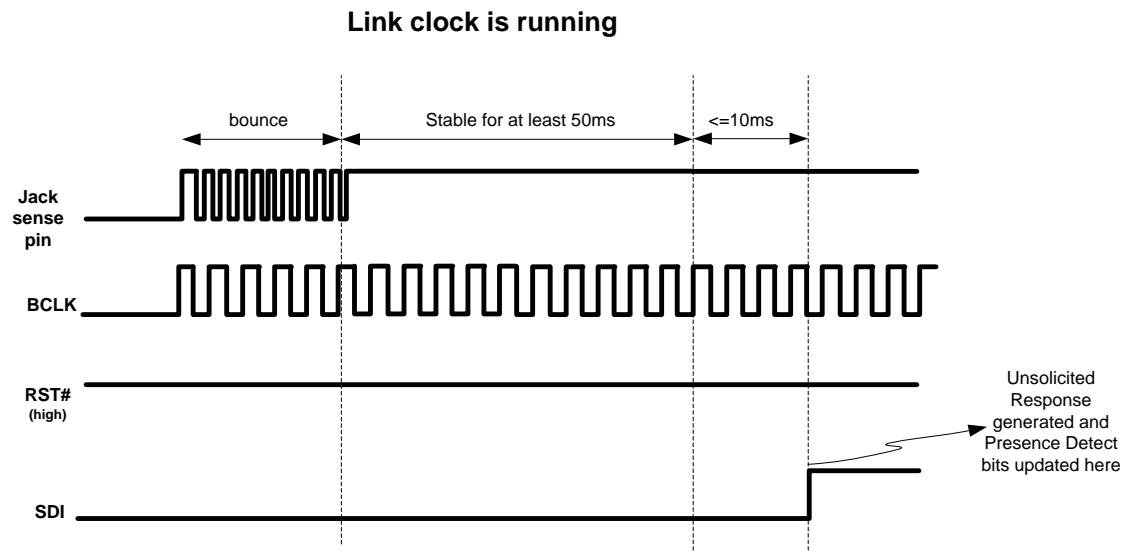 Link clock is running
bounce
Stable for at least 50ms
<=10ms
Jack
sense
pin
BCLK
RST#
(high)
Unsolicited
Response
generated and
Presence Detect
bits updated here
SDI